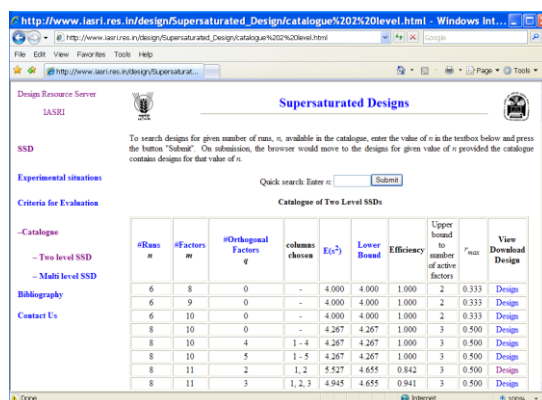 http://www.iasri.res.in/design/Supersaturated_Design/catalogue%202%20level.html - Windows Int...
http://www.iasri.res.in/design/Supersaturated_Design/catalogue%202%20level.html
Google
File Edit View Favorites Tools Help
http://www.iasri.res.in/design/Supersaturat...
Page Tools
Design Resource Server
IASRI
Supersaturated Designs
SSD
Experimental situations
Criteria for Evaluation
–Catalogue
– Two level SSD
– Multi level SSD
Bibliography
Contact Us
To search designs for given number of runs, n, available in the catalogue, enter the value of n in the textbox below and press
the button "Submit". On submission, the browser would move to the designs for given value of n provided the catalogue
contains designs for that value of n.
Quick search: Enter n: Submit
Catalogue of Two Level SSDs
#Runs n #Factors m #Orthogonal Factors q columns chosen E(s²) Lower Bound Efficiency Upper bound to number of active factors rmax View Download Design
6 8 0 - 4.000 4.000 1.000 2 0.333 Design
6 9 0 - 4.000 4.000 1.000 2 0.333 Design
6 10 0 - 4.000 4.000 1.000 2 0.333 Design
8 10 0 - 4.267 4.267 1.000 3 0.500 Design
8 10 4 1 - 4 4.267 4.267 1.000 3 0.500 Design
8 10 5 1 - 5 4.267 4.267 1.000 3 0.500 Design
8 11 2 1, 2 5.527 4.655 0.842 3 0.500 Design
8 11 3 1, 2, 3 4.945 4.655 0.941 3 0.500 Design
Done Internet 100%